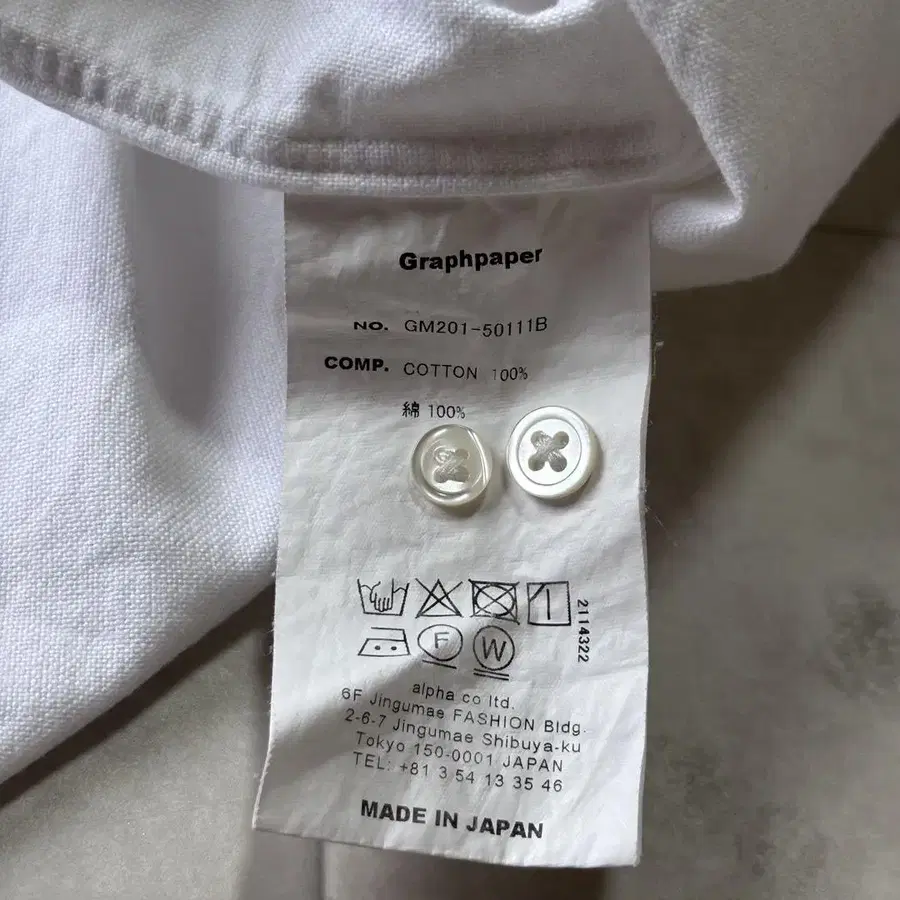 Graphpaper
NO. GM201-50111B
COMP. COTTON 100%
綿 100%
2114322
F W
alpha co ltd.
6F Jingumae FASHION Bldg.
2-6-7 Jingumae Shibuya-ku
Tokyo 150-0001 JAPAN
TEL: +81 3 54 13 35 46
MADE IN JAPAN